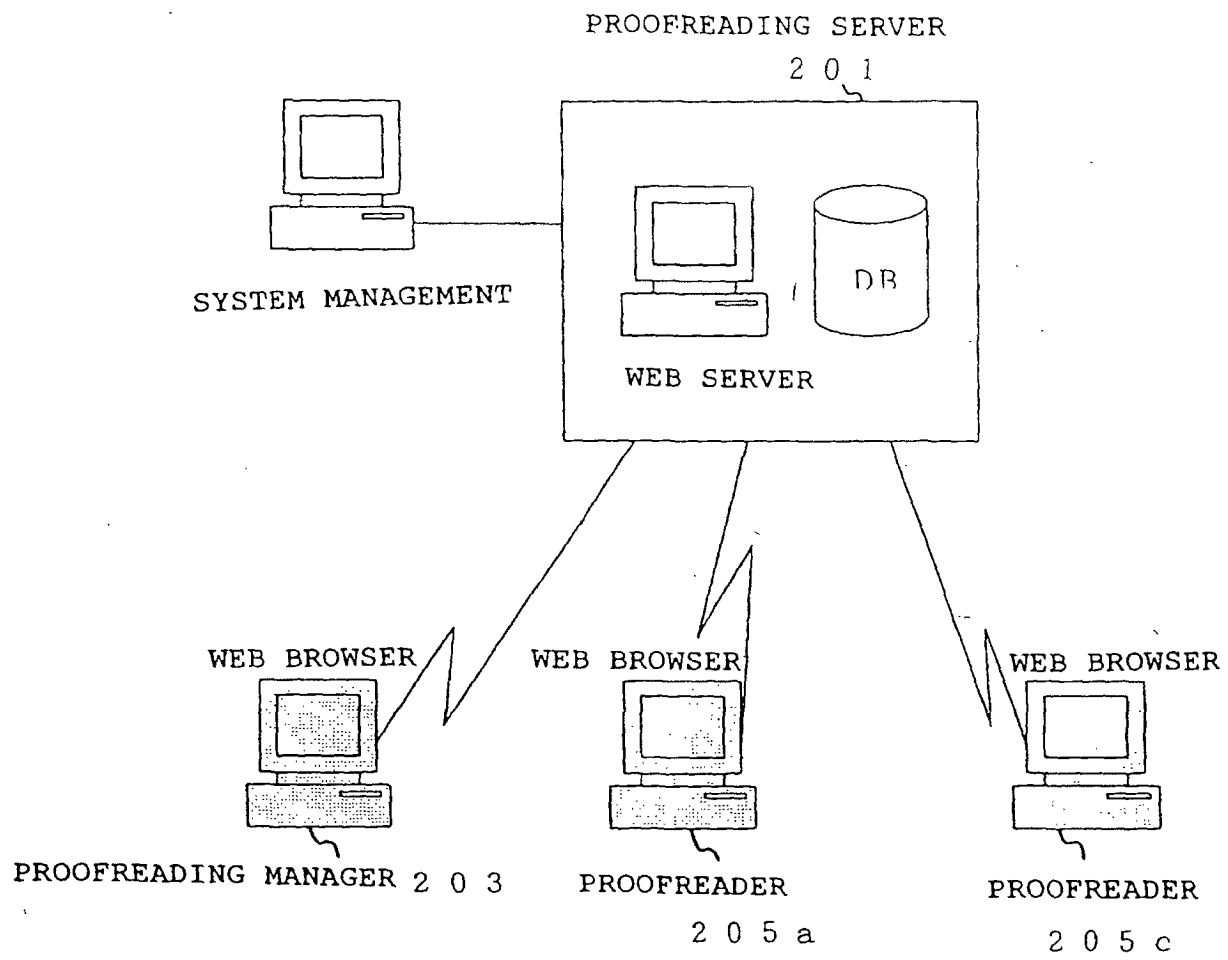 PROOFREADING SERVER
2 0 1
SYSTEM MANAGEMENT
DB
WEB SERVER
WEB BROWSER
WEB BROWSER
WEB BROWSER
PROOFREADING MANAGER 2 0 3
PROOFREADER
2 0 5 a
PROOFREADER
2 0 5 c